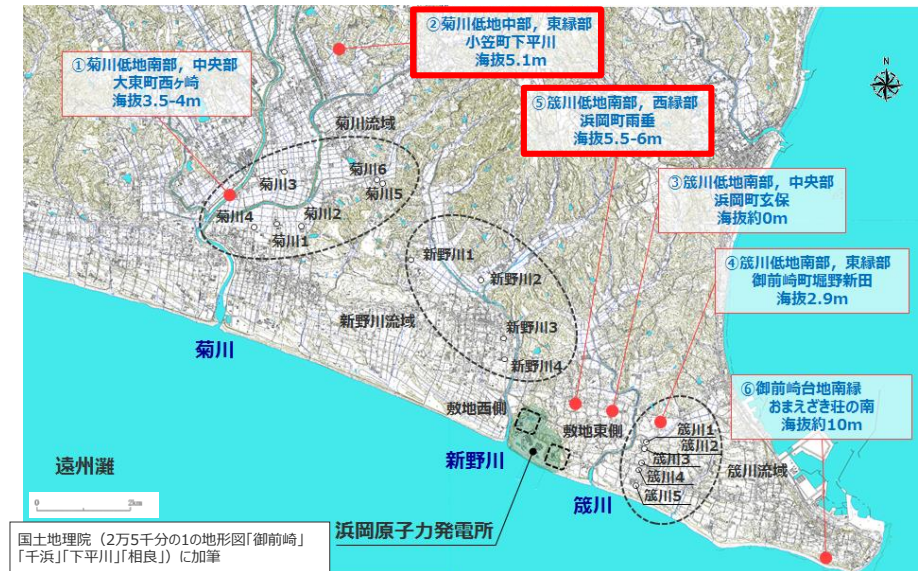 ②菊川低地中部，東縁部
小笠町下平川
海抜5.1m
①菊川低地南部，中央部
大東町西ヶ崎
海抜3.5-4m
⑤筬川低地南部，西縁部
浜岡町雨垂
海抜5.5-6m
菊川流域
菊川6
菊川3
菊川5
③筬川低地南部，中央部
浜岡町玄保
海抜約0m
菊川4
菊川2
菊川1
新野川1
④筬川低地南部，東縁部
御前崎町堀野新田
海抜2.9m
新野川2
新野川流域
新野川3
菊川
新野川4
⑥御前崎台地南縁
おまえざき荘の南
海抜約10m
敷地西側
敷地東側
筬川1
筬川2
新野川
筬川3
筬川流域
遠州灘
筬川4
筬川5
筬川
0
2km
浜岡原子力発電所
国土地理院（2万5千分の1の地形図｢御前崎｣
｢千浜｣｢下平川｣｢相良｣）に加筆